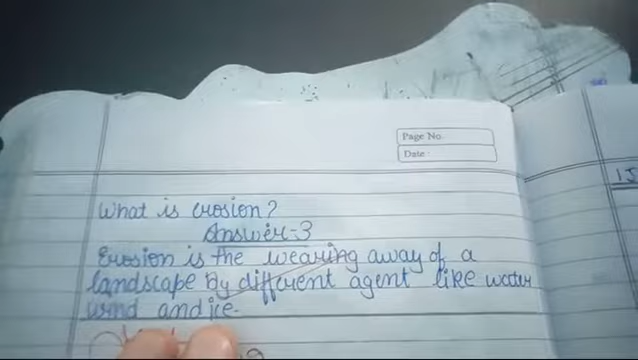 Page No.
Date :
15
What is erosion?
Answer-3
Erosion is the wearing away of a
landscape By different agent like water
wind and ice.